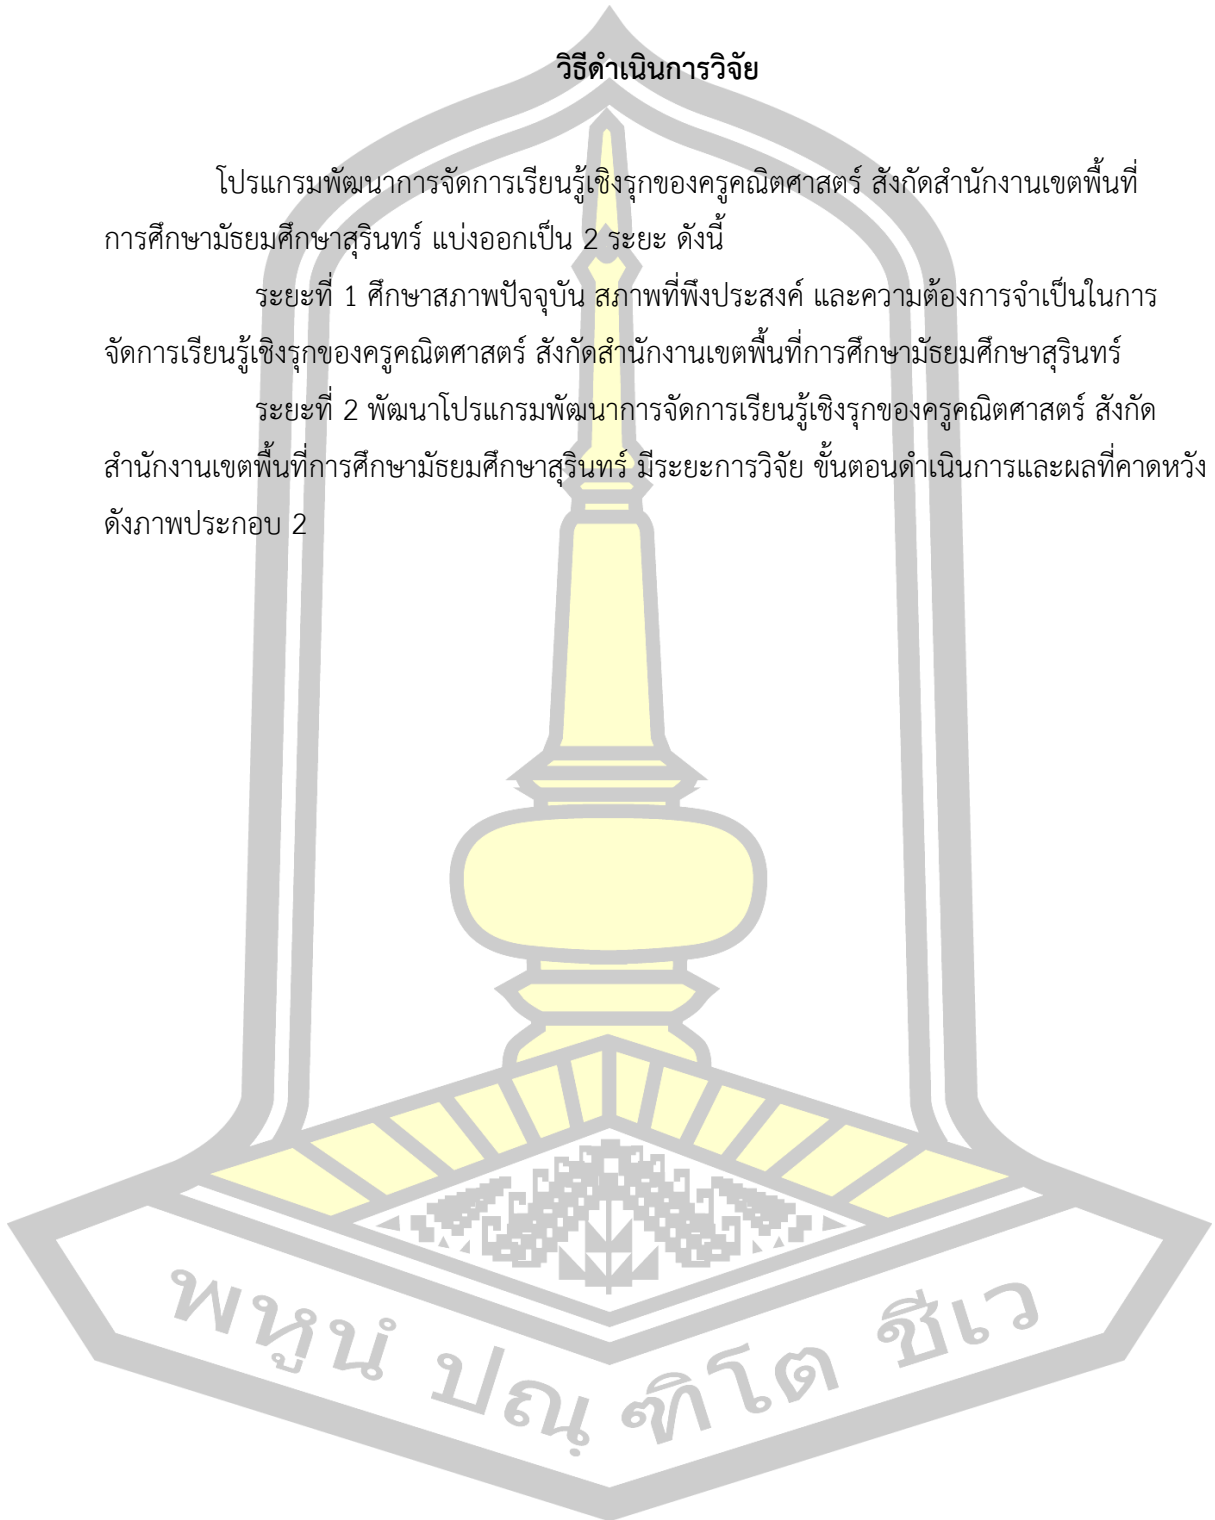 วิธีดำเนินการวิจัย
โปรแกรมพัฒนาการจัดการเรียนรู้เชิงรุกของครูคณิตศาสตร์ สังกัดสำนักงานเขตพื้นที่
การศึกษามัธยมศึกษาสุรินทร์ แบ่งออกเป็น 2 ระยะ ดังนี้
ระยะที่ 1 ศึกษาสภาพปัจจุบัน สภาพที่พึงประสงค์ และความต้องการจำเป็นในการ
จัดการเรียนรู้เชิงรุกของครูคณิตศาสตร์ สังกัดสำนักงานเขตพื้นที่การศึกษามัธยมศึกษาสุรินทร์
ระยะที่ 2 พัฒนาโปรแกรมพัฒนาการจัดการเรียนรู้เชิงรุกของครูคณิตศาสตร์ สังกัด
สำนักงานเขตพื้นที่การศึกษามัธยมศึกษาสุรินทร์ มีระยะการวิจัย ขั้นตอนดำเนินการและผลที่คาดหวัง
ดังภาพประกอบ 2
พหูนํ ปณฺฑิโต ชีเว